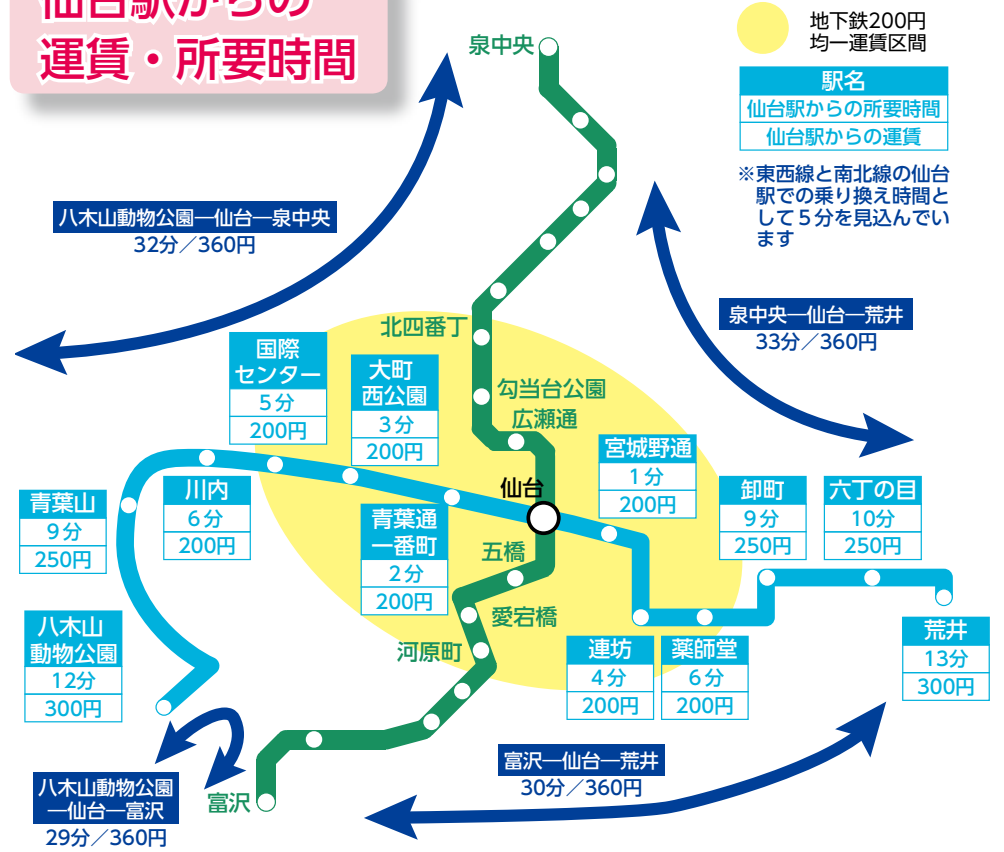 仙台駅からの
運賃・所要時間
地下鉄200円
均一運賃区間
駅名
仙台駅からの所要時間
仙台駅からの運賃
※東西線と南北線の仙台
駅での乗り換え時間と
して5分を見込んでい
ます
泉中央
八木山動物公園―仙台―泉中央
32分／360円
泉中央―仙台―荒井
33分／360円
北四番丁
勾当台公園
広瀬通
仙台
国際
センター
5分
200円
大町
西公園
3分
200円
宮城野通
1分
200円
青葉山
9分
250円
川内
6分
200円
青葉通
一番町
2分
200円
卸町
9分
250円
六丁の目
10分
250円
五橋
愛宕橋
河原町
八木山
動物公園
12分
300円
連坊
4分
200円
薬師堂
6分
200円
荒井
13分
300円
富沢―仙台―荒井
30分／360円
八木山動物公園
―仙台―富沢
29分／360円
富沢